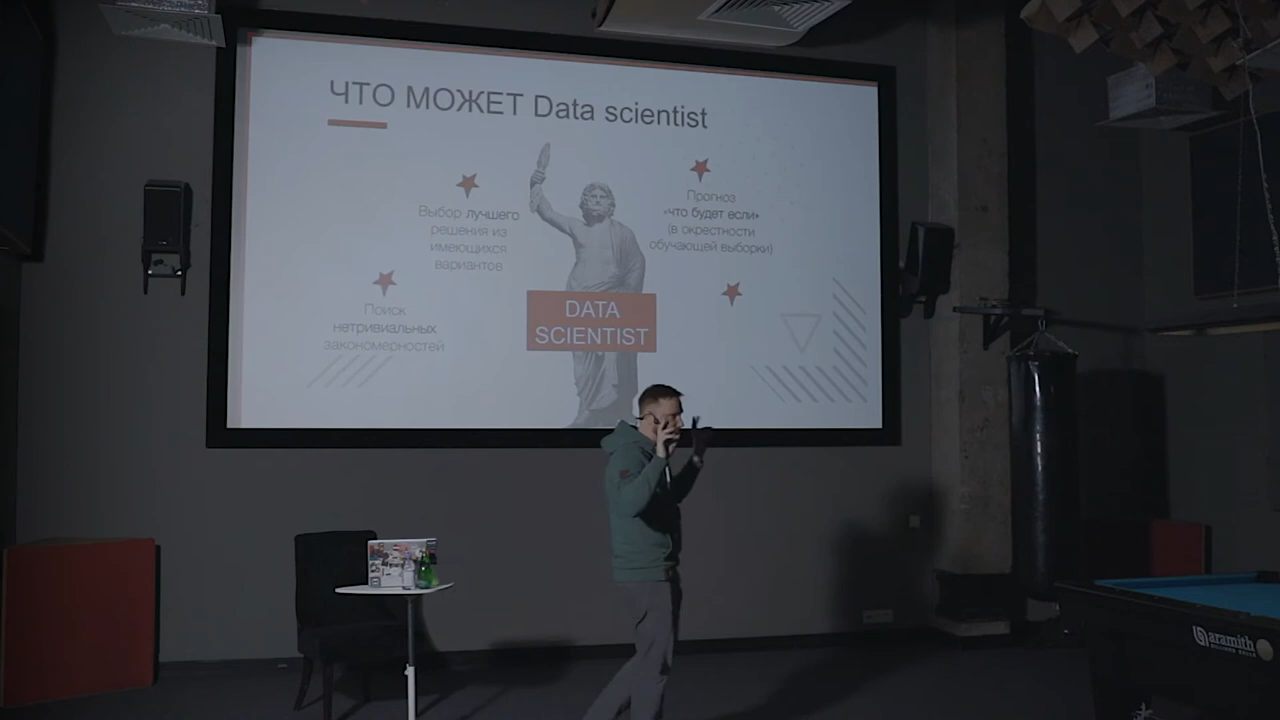 ЧТО МОЖЕТ Data scientist
Выбор лучшего
решения из
имеющихся
вариантов
Прогноз
«что будет если»
(в окрестности
обучающей выборки)
Поиск
нетривиальных
закономерностей
DATA
SCIENTIST
aramith